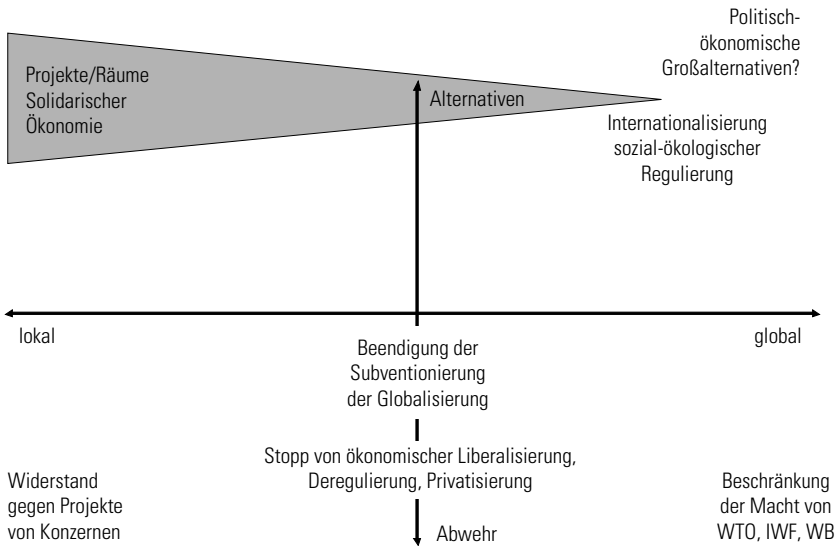 Politisch-
ökonomische
Großalternativen?
Projekte/Räume
Solidarischer
Ökonomie
Alternativen
Internationalisierung
sozial-ökologischer
Regulierung
lokal
global
Beendigung der
Subventionierung
der Globalisierung
Stopp von ökonomischer Liberalisierung,
Deregulierung, Privatisierung
Widerstand
gegen Projekte
von Konzernen
Beschränkung
der Macht von
WTO, IWF, WB
Abwehr